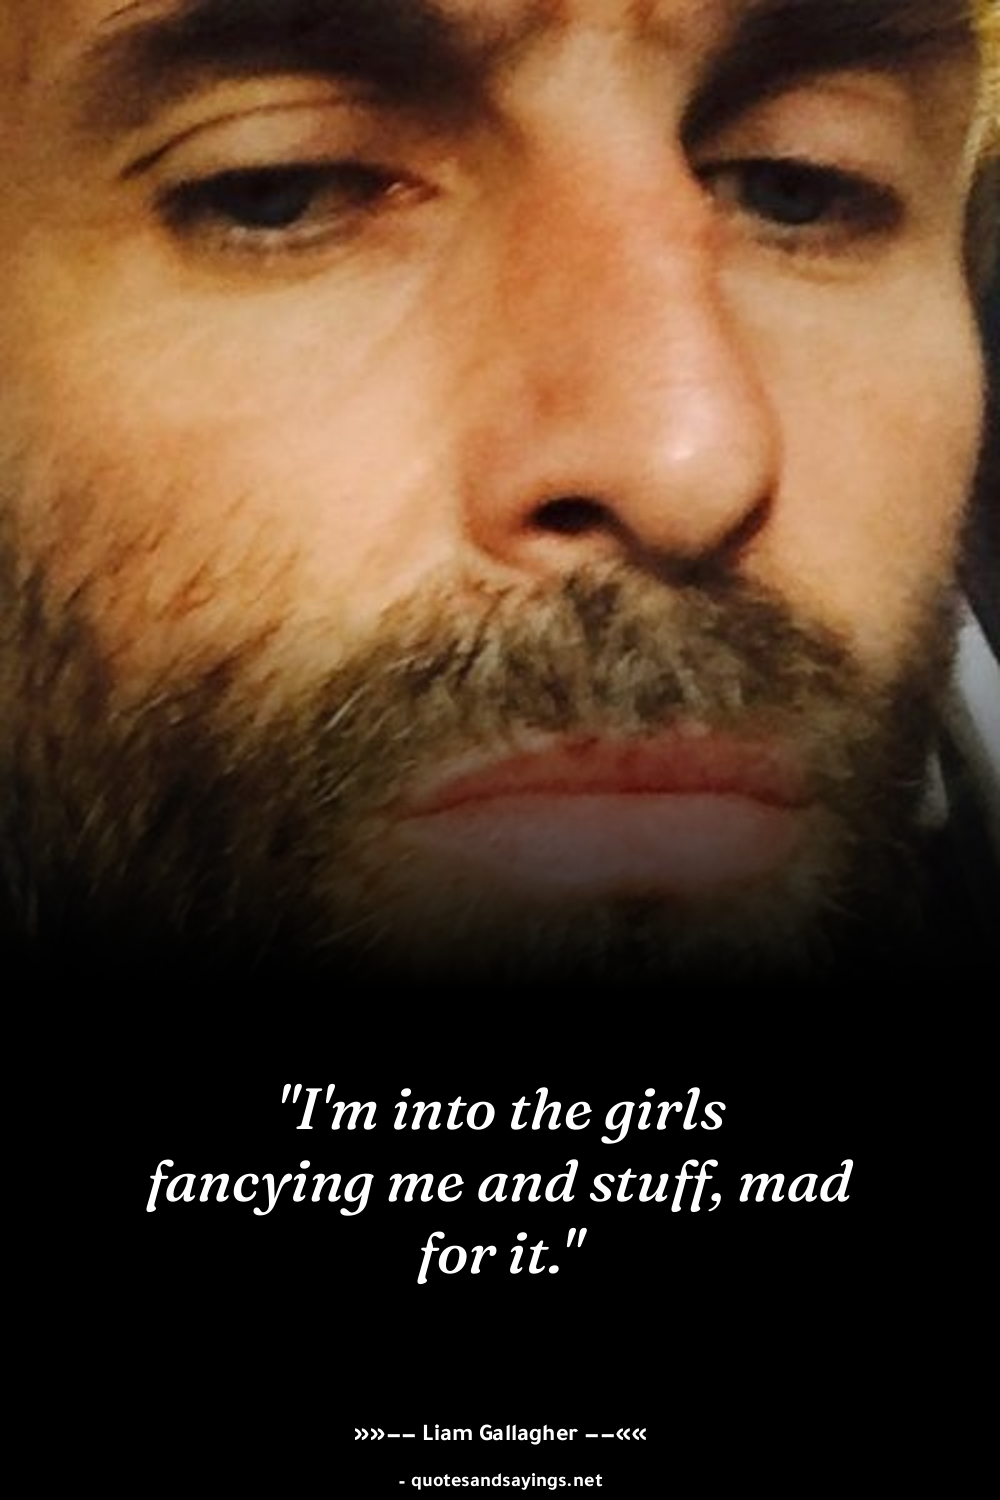 "I'm into the girls
fancying me and stuff, mad
for it."
»»−− Liam Gallagher −−««
- quotesandsayings.net